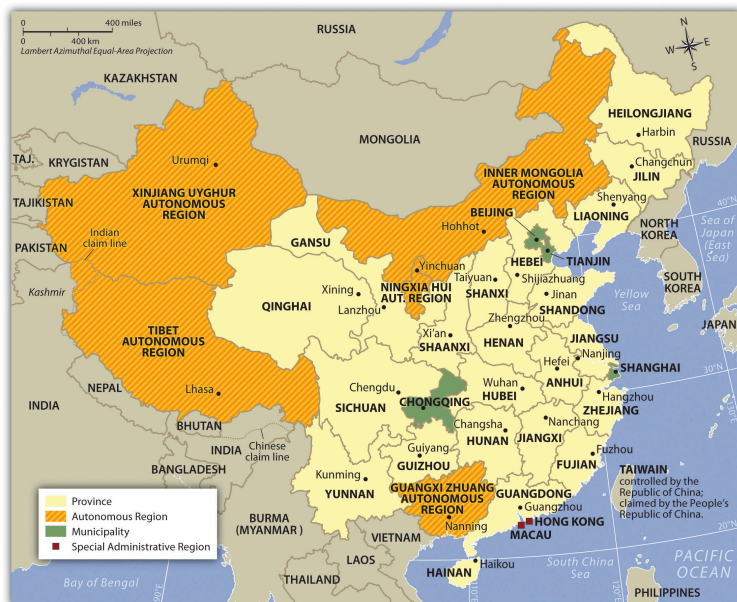 0 400 miles
0 400 km
Lambert Azimuthal Equal-Area Projection
RUSSIA
N
W E
S
KAZAKHSTAN
MONGOLIA
HEILONGJIANG
Harbin
RUSSIA
TAJ.
KRYGISTAN
Urumqi
Changchun
JILIN
TAJIKISTAN
XINJIANG UYGHUR
AUTONOMOUS
REGION
INNER MONGOLIA
AUTONOMOUS
REGION
Shenyang
LIAONING
40°N
PAKISTAN
Indian
claim line
GANSU
Hohhot
BEIJING
HEBEI
TIANJIN
NORTH
KOREA
Sea of
Japan
(East
Sea)
Kashmir
QINGHAI
Xining
Lanzhou
Yinchuan
NINGXIA HUI
AUT. REGION
Taiyuan
SHANXI
Shijiazhuang
Jinan
SHANDONG
SOUTH
KOREA
Yellow
Sea
JAPAN
TIBET
AUTONOMOUS
REGION
Xi'an
SHAANXI
Zhengzhou
HENAN
JIANGSU
Nanjing
Hefei
ANHUI
SHANGHAI
30°N
NEPAL
Lhasa
Chengdu
SICHUAN
CHONGQING
Wuhan
HUBEI
Hangzhou
ZHEJIANG
INDIA
BHUTAN
Chinese
claim line
INDIA
BANGLADESH
Changsha
HUNAN
Nanchang
JIANGXI
130°E
Guiyang
GUIZHOU
Fuzhou
FUJIAN
Kunming
YUNNAN
GUANGXI ZHUANG
AUTONOMOUS
REGION
Nanning
GUANGDONG
Guangzhou
HONG KONG
MACAU
TAIWAIN
controlled by the
Republic of China;
claimed by the People's
Republic of China.
Province
Autonomous Region
Municipality
Special Administrative Region
BURMA
(MYANMAR)
VIETNAM
LAOS
THAILAND
20°N
HAINAN
Haikou
South China
Sea
PACIFIC
OCEAN
PHILIPPINES
Bay of Bengal
90°E
110°E
120°E